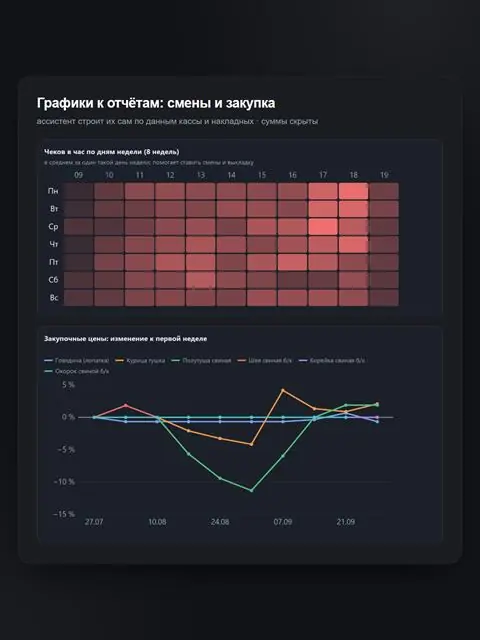 Графики к отчётам: смены и закупка
ассистент строит их сам по данным кассы и накладных · суммы скрыты
Чеков в час по дням недели (8 недель)
в среднем за один такой день недели; помогает ставить смены и выкладку
09 10 11 12 13 14 15 16 17 18 19
Пн
Вт
Ср
Чт
Пт
Сб
Вс
Закупочные цены: изменение к первой неделе
Говядина (лопатка) Курица тушка Полутуша свиная Шея свиная б/к Корейка свиная б/к
Окорок свиной б/к
5 %
0 %
−5 %
−10 %
−15 %
27.07 10.08 24.08 07.09 21.09